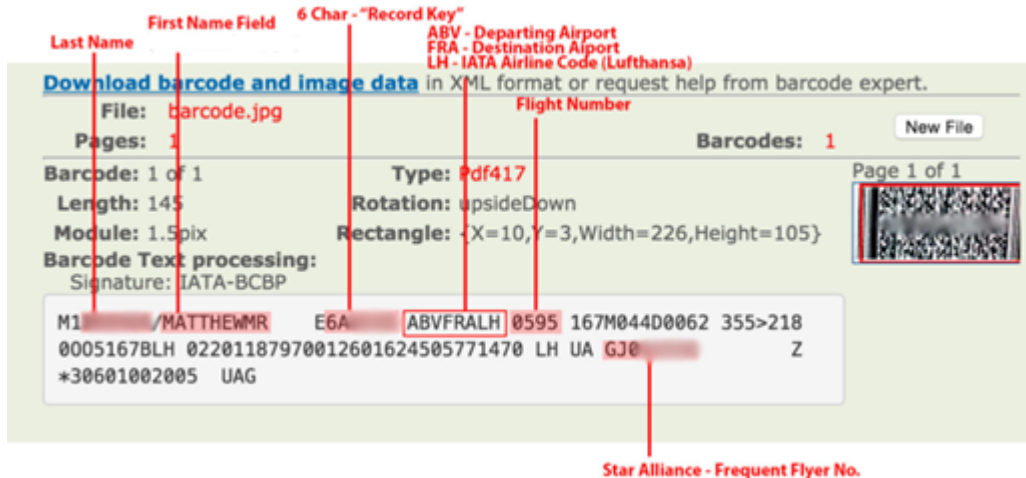 6 Char - "Record Key"
First Name Field
ABV - Departing Airport
Last Name
FRA - Destination Aiport
LH - IATA Airline Code (Lufthansa)
Download barcode and image data in XML format or request help from barcode expert.
File: barcode.jpg
Flight Number
New File
Pages: 1
Barcodes: 1
Barcode: 1 of 1
Type: Pdf417
Page 1 of 1
Length: 145
Rotation: upsideDown
Module: 1.5pix
Rectangle: {X=10,Y=3,Width=226,Height=105}
Barcode Text processing:
Signature: IATA-BCBP
M1 /MATTHEWMR E6A ABVFRALH 0595 167M044D0062 355>218
0OO5167BLH 02201187970012601624505771470 LH UA GJ0 Z
*30601002005 UAG
Star Alliance - Frequent Flyer No.